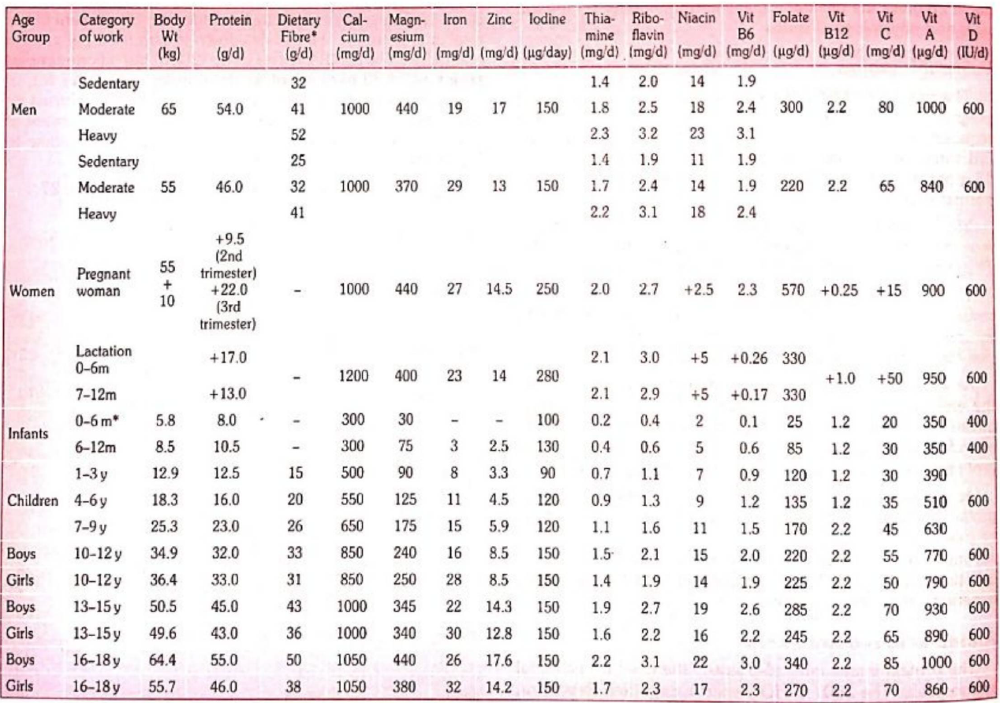 Age Group Category of work Body Wt (kg) Protein (g/d) Dietary Fibre* (g/d) Cal-cium (mg/d) Magn-esium (mg/d) Iron (mg/d) Zinc (mg/d) Iodine (µg/day) Thia-mine (mg/d) Ribo-flavin (mg/d) Niacin (mg/d) Vit B6 (mg/d) Folate (µg/d) Vit B12 (µg/d) Vit C (mg/d) Vit A (µg/d) Vit D (IU/d)
Sedentary 32 1.4 2.0 14 1.9
Men Moderate 65 54.0 41 1000 440 19 17 150 1.8 2.5 18 2.4 300 2.2 80 1000 600
Heavy 52 2.3 3.2 23 3.1
Sedentary 25 1.4 1.9 11 1.9
Moderate 55 46.0 32 1000 370 29 13 150 1.7 2.4 14 1.9 220 2.2 65 840 600
Heavy 41 2.2 3.1 18 2.4
Women Pregnant woman 55 + 10 +9.5 (2nd trimester) +22.0 (3rd trimester) – 1000 440 27 14.5 250 2.0 2.7 +2.5 2.3 570 +0.25 +15 900 600
Lactation 0–6m +17.0 2.1 3.0 +5 +0.26 330
– 1200 400 23 14 280 +1.0 +50 950 600
7–12m +13.0 2.1 2.9 +5 +0.17 330
Infants 0–6 m* 5.8 8.0 – 300 30 – – 100 0.2 0.4 2 0.1 25 1.2 20 350 400
6–12m 8.5 10.5 – 300 75 3 2.5 130 0.4 0.6 5 0.6 85 1.2 30 350 400
1–3 y 12.9 12.5 15 500 90 8 3.3 90 0.7 1.1 7 0.9 120 1.2 30 390
Children 4–6 y 18.3 16.0 20 550 125 11 4.5 120 0.9 1.3 9 1.2 135 1.2 35 510 600
7–9 y 25.3 23.0 26 650 175 15 5.9 120 1.1 1.6 11 1.5 170 2.2 45 630
Boys 10–12 y 34.9 32.0 33 850 240 16 8.5 150 1.5 2.1 15 2.0 220 2.2 55 770 600
Girls 10–12 y 36.4 33.0 31 850 250 28 8.5 150 1.4 1.9 14 1.9 225 2.2 50 790 600
Boys 13–15 y 50.5 45.0 43 1000 345 22 14.3 150 1.9 2.7 19 2.6 285 2.2 70 930 600
Girls 13–15 y 49.6 43.0 36 1000 340 30 12.8 150 1.6 2.2 16 2.2 245 2.2 65 890 600
Boys 16–18 y 64.4 55.0 50 1050 440 26 17.6 150 2.2 3.1 22 3.0 340 2.2 85 1000 600
Girls 16–18 y 55.7 46.0 38 1050 380 32 14.2 150 1.7 2.3 17 2.3 270 2.2 70 860 600